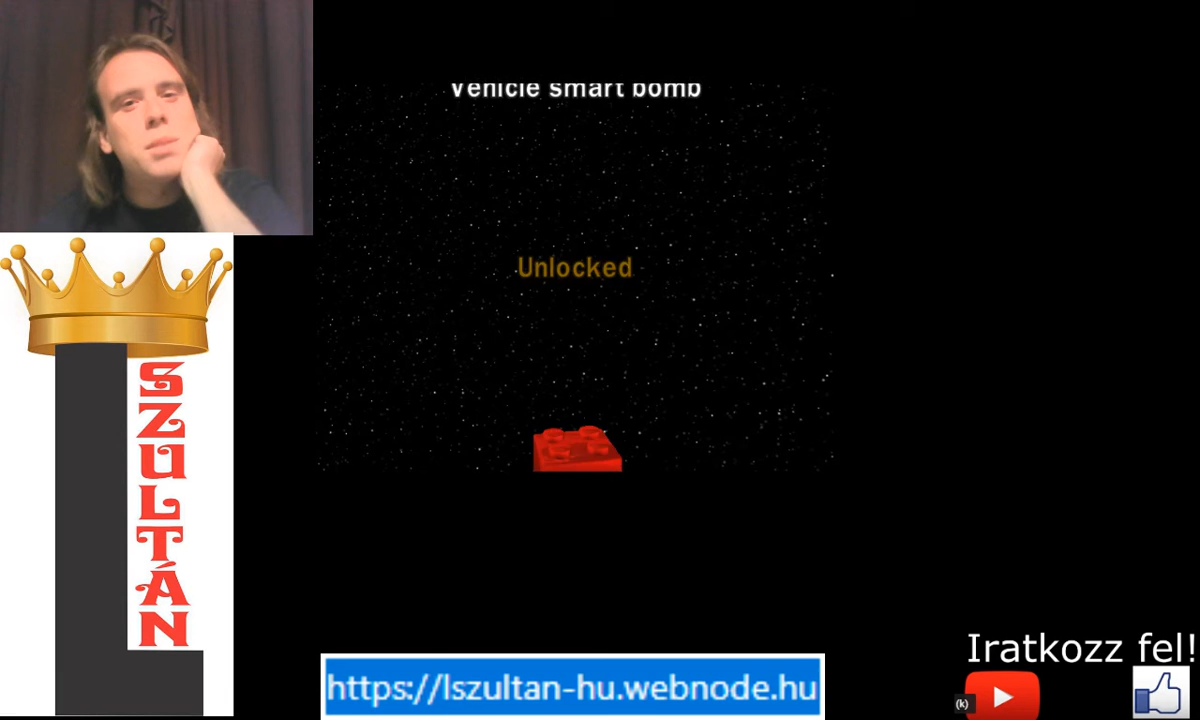 Vehicle smart bomb
Unlocked
L
SZULTÁN
https://lszultan-hu.webnode.hu
Iratkozz fel!
(k)